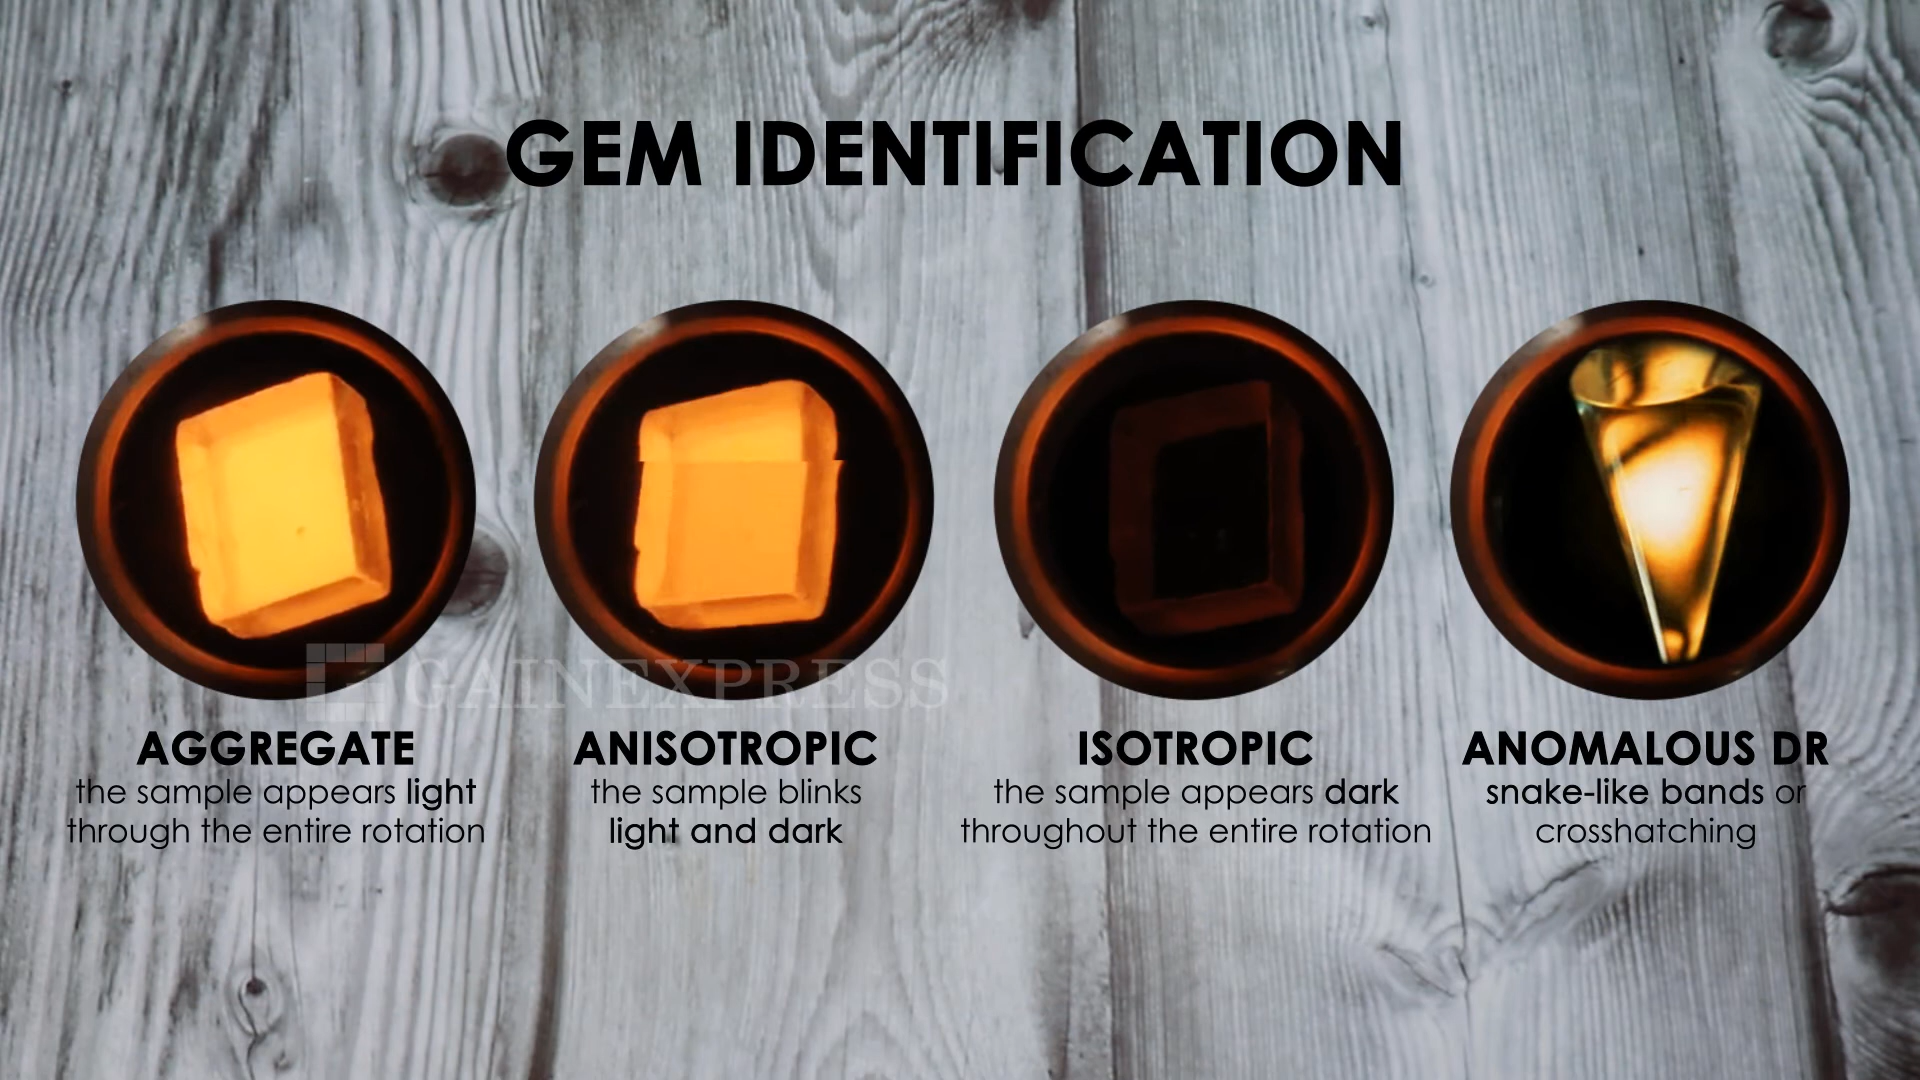 GEM IDENTIFICATION
GAINEXPRESS
AGGREGATE
the sample appears light
through the entire rotation
ANISOTROPIC
the sample blinks
light and dark
ISOTROPIC
the sample appears dark
throughout the entire rotation
ANOMALOUS DR
snake-like bands or
crosshatching